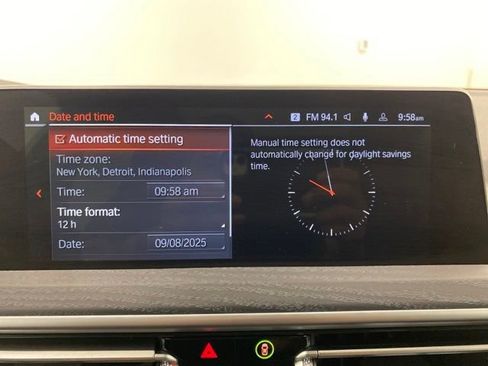 Date and time
2 FM 94.1 9:58am
Automatic time setting
Time zone:
New York, Detroit, Indianapolis
Time: 09:58 am
Time format:
12 h
Date: 09/08/2025
Manual time setting does not
automatically change for daylight savings
time.